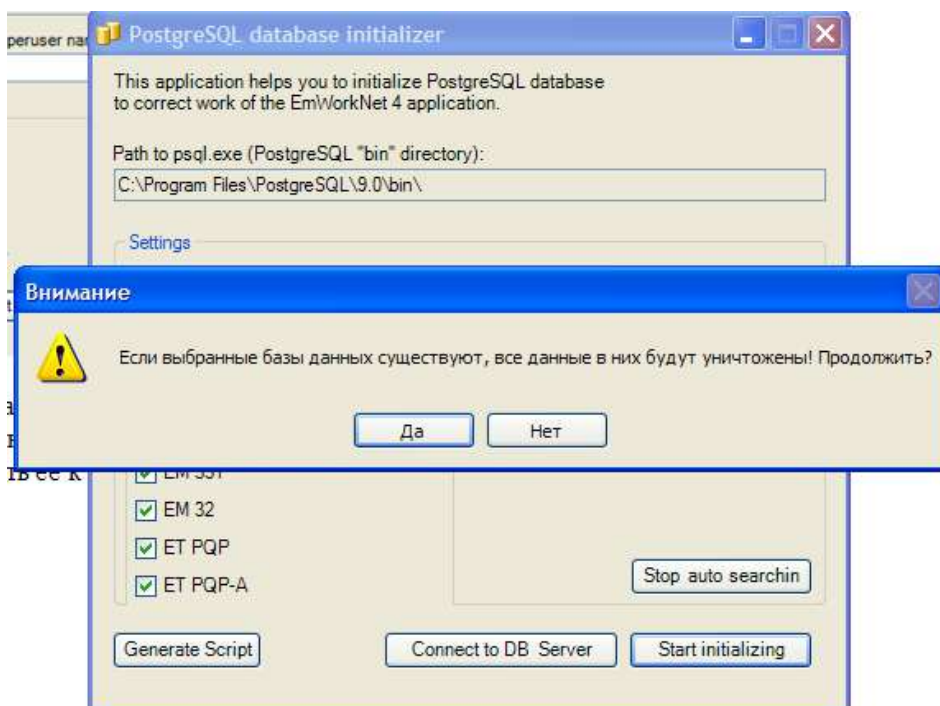 peruser nar
PostgreSQL database initializer
This application helps you to initialize PostgreSQL database
to correct work of the EmWorkNet 4 application.
Path to psql.exe (PostgreSQL "bin" directory):
C:\Program Files\PostgreSQL\9.0\bin\
Settings
Внимание
Если выбранные базы данных существуют, все данные в них будут уничтожены! Продолжить?
Да
Нет
EM 32
ET PQP
ET PQP-A
Stop auto searchin
Generate Script
Connect to DB Server
Start initializing